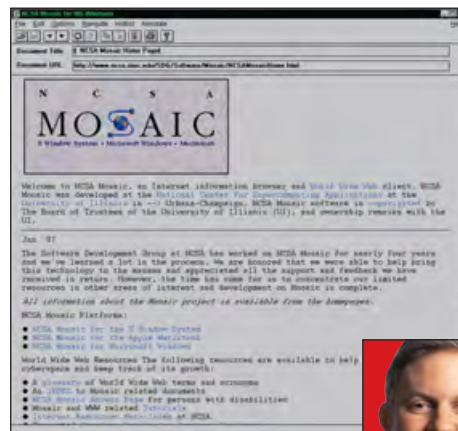 NCSA Mosaic for MS Windows
File Edit Options Navigate Hotlist Annotate
Document Title: NCSA Mosaic Home Page
Document URL: http://www.ncsa.uiuc.edu/SDG/Software/Mosaic/NCSAMosaicHome.html
N C S A
MOSAIC
X Window System • Microsoft Windows • Macintosh
Welcome to NCSA Mosaic, an Internet information browser and World Wide Web client. NCSA
Mosaic was developed at the National Center for Supercomputing Applications at the
University of Illinois in --> Urbana-Champaign. NCSA Mosaic software is copyrighted by
The Board of Trustees of the University of Illinois (UI), and ownership remains with the
UI.
Jan '97
The Software Development Group at NCSA has worked on NCSA Mosaic for nearly four years
and we've learned a lot in the process. We are honored that we were able to help bring
this technology to the masses and appreciated all the support and feedback we have
received in return. However, the time has come for us to concentrate our limited
resources in other areas of interest and development on Mosaic is complete.
All information about the Mosaic project is available from the homepages.
NCSA Mosaic Platforms:
● NCSA Mosaic for the X Window System
● NCSA Mosaic for the Apple Macintosh
● NCSA Mosaic for Microsoft Windows
World Wide Web Resources The following resources are available to help
cyberspace and keep track of its growth:
● A glossary of World Wide Web terms and acronyms
● An INDEX to Mosaic related documents
● NCSA Mosaic Access Page for persons with disabilities
● Mosaic and WWW related Tutorials
● Internet Resources Meta-Index at NCSA